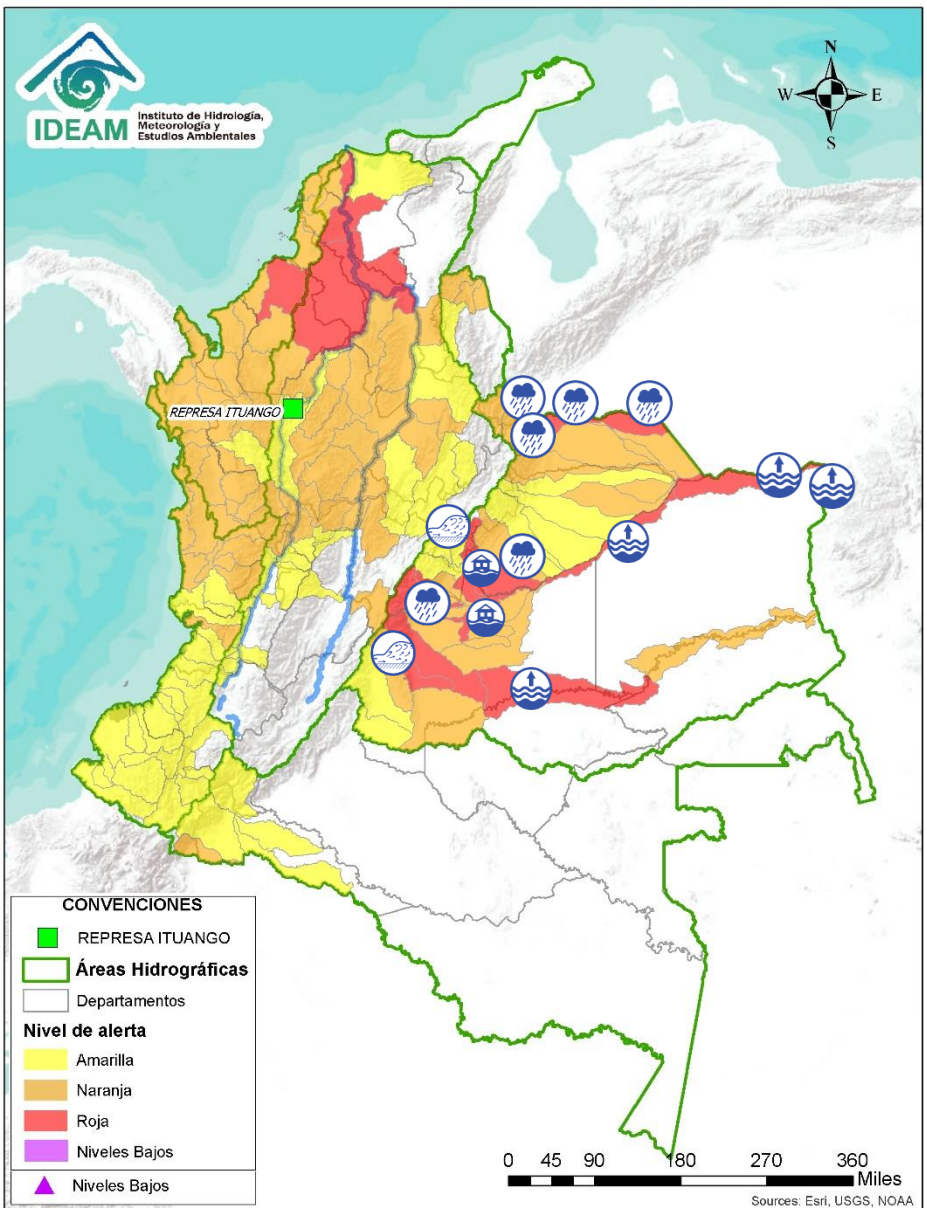 IDEAM
Instituto de Hidrología,
Meteorología y
Estudios Ambientales
N
W
E
S
REPRESA ITUANGO
CONVENCIONES
REPRESA ITUANGO
Áreas Hidrográficas
Departamentos
Nivel de alerta
Amarilla
Naranja
Roja
Niveles Bajos
Niveles Bajos
0 45 90 180 270 360
Miles
Sources: Esri, USGS, NOAA